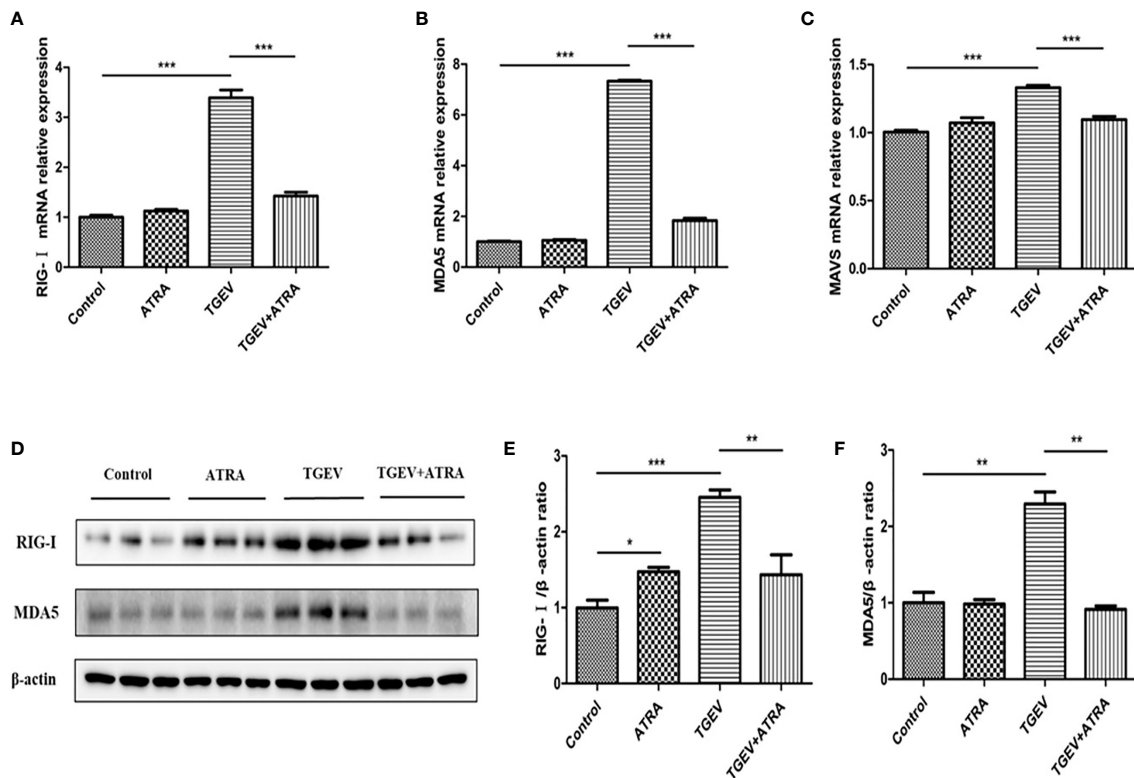 A
RIG-Ⅰ mRNA relative expression
4
3
2
1
0
***
***
Control
ATRA
TGEV
TGEV+ATRA
B
MDA5 mRNA relative expression
8
6
4
2
0
***
***
Control
ATRA
TGEV
TGEV+ATRA
C
MAVS mRNA relative expression
1.5
1.0
0.5
0.0
***
***
Control
ATRA
TGEV
TGEV+ATRA
D
Control ATRA TGEV TGEV+ATRA
RIG-I
MDA5
β-actin
E
RIG-Ⅰ/β-actin ratio
3
2
1
0
**
***
*
Control
ATRA
TGEV
TGEV+ATRA
F
MDA5/β-actin ratio
3
2
1
0
**
**
Control
ATRA
TGEV
TGEV+ATRA